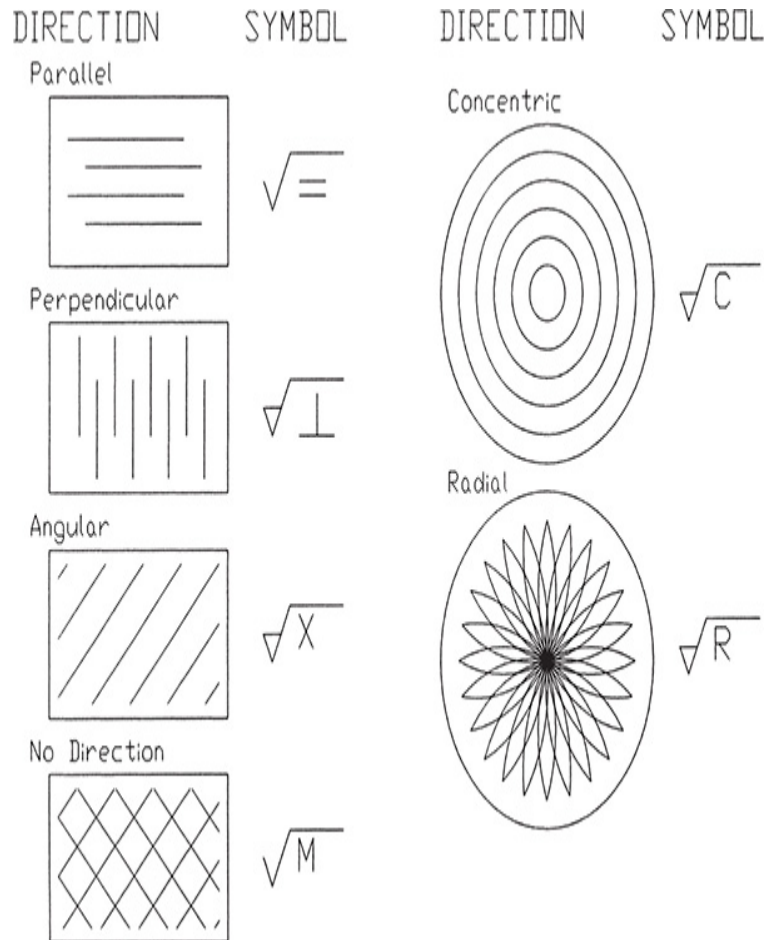 DIRECTION SYMBOL
Parallel
=
Perpendicular
⊥
Angular
X
No Direction
M
DIRECTION SYMBOL
Concentric
C
Radial
R